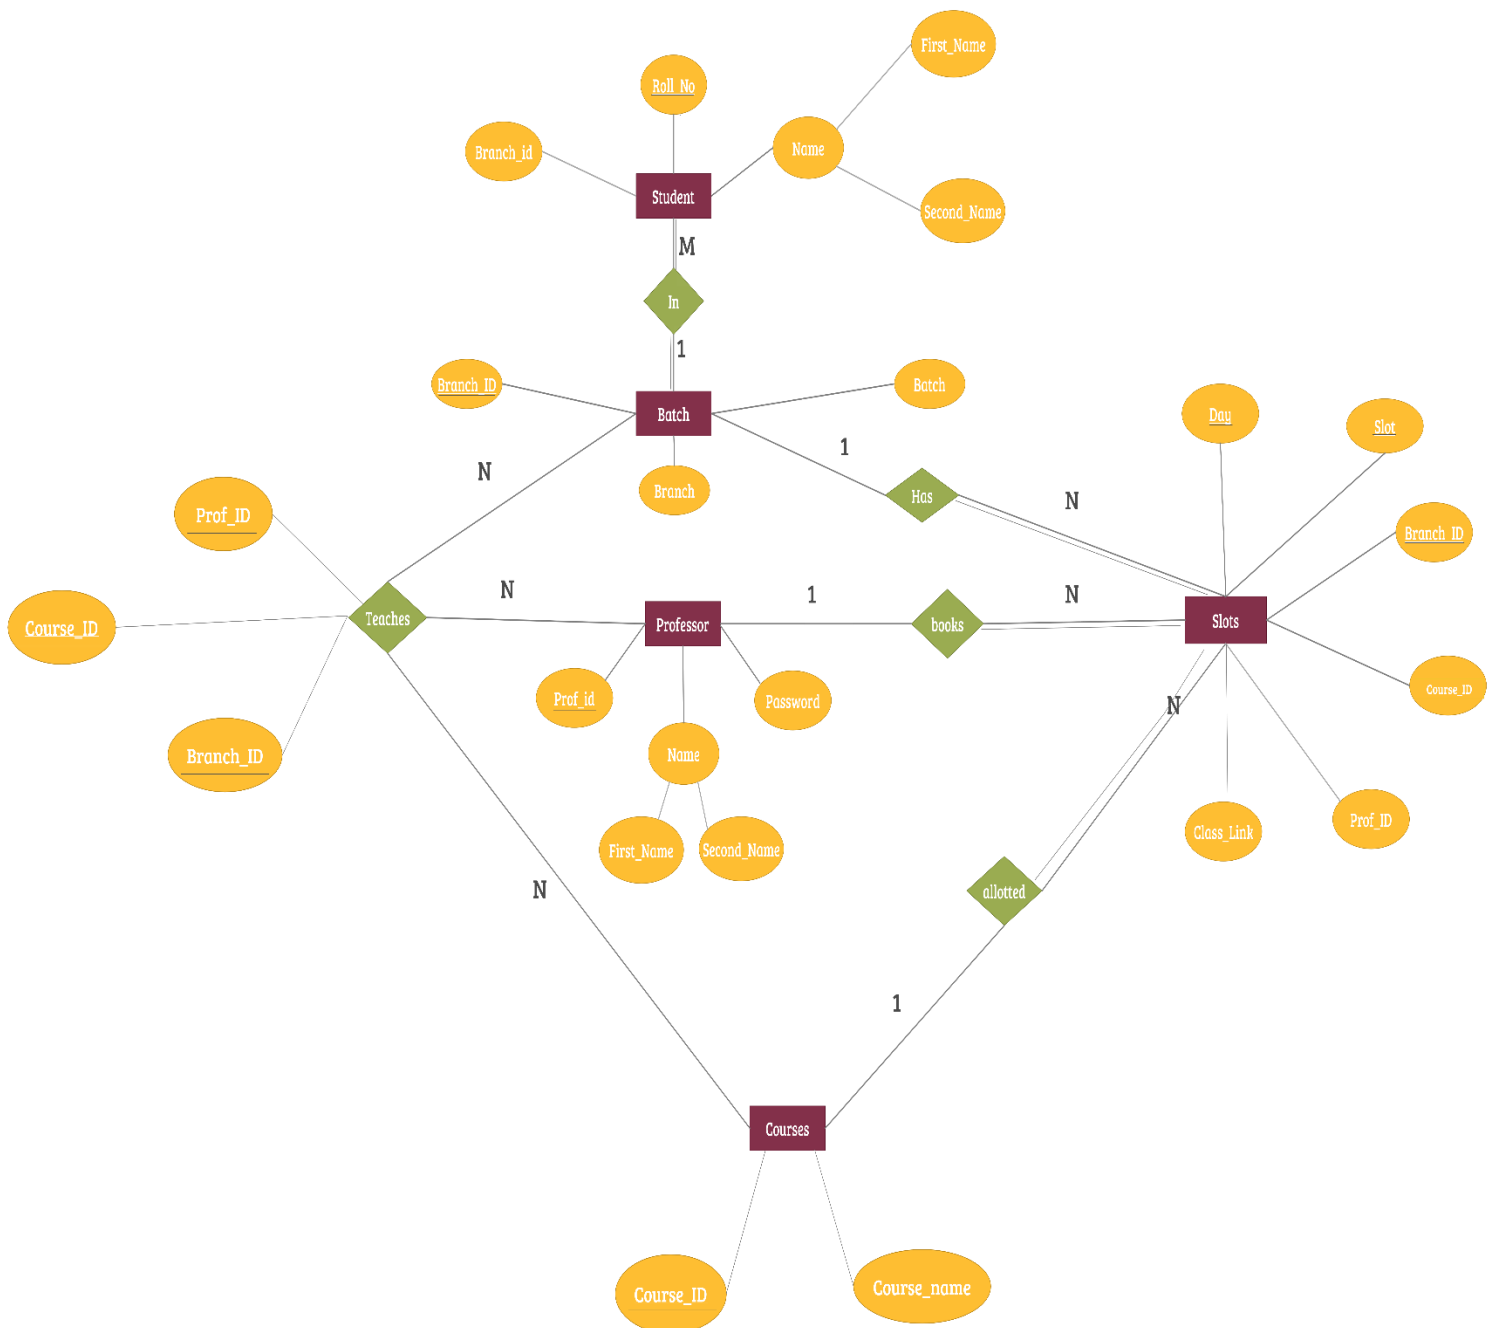 First_Name
Roll_No
Name
Branch_id
Student
Second_Name
M
In
1
Branch_ID
Batch
Batch
Day
Slot
1
N
Branch
Has
N
Prof_ID
Branch_ID
N
1
N
Teaches
Professor
books
Slots
Course_ID
Prof_id
Password
Course_ID
N
Branch_ID
Name
First_Name
Second_Name
Class_Link
Prof_ID
N
allotted
1
Courses
Course_ID
Course_name